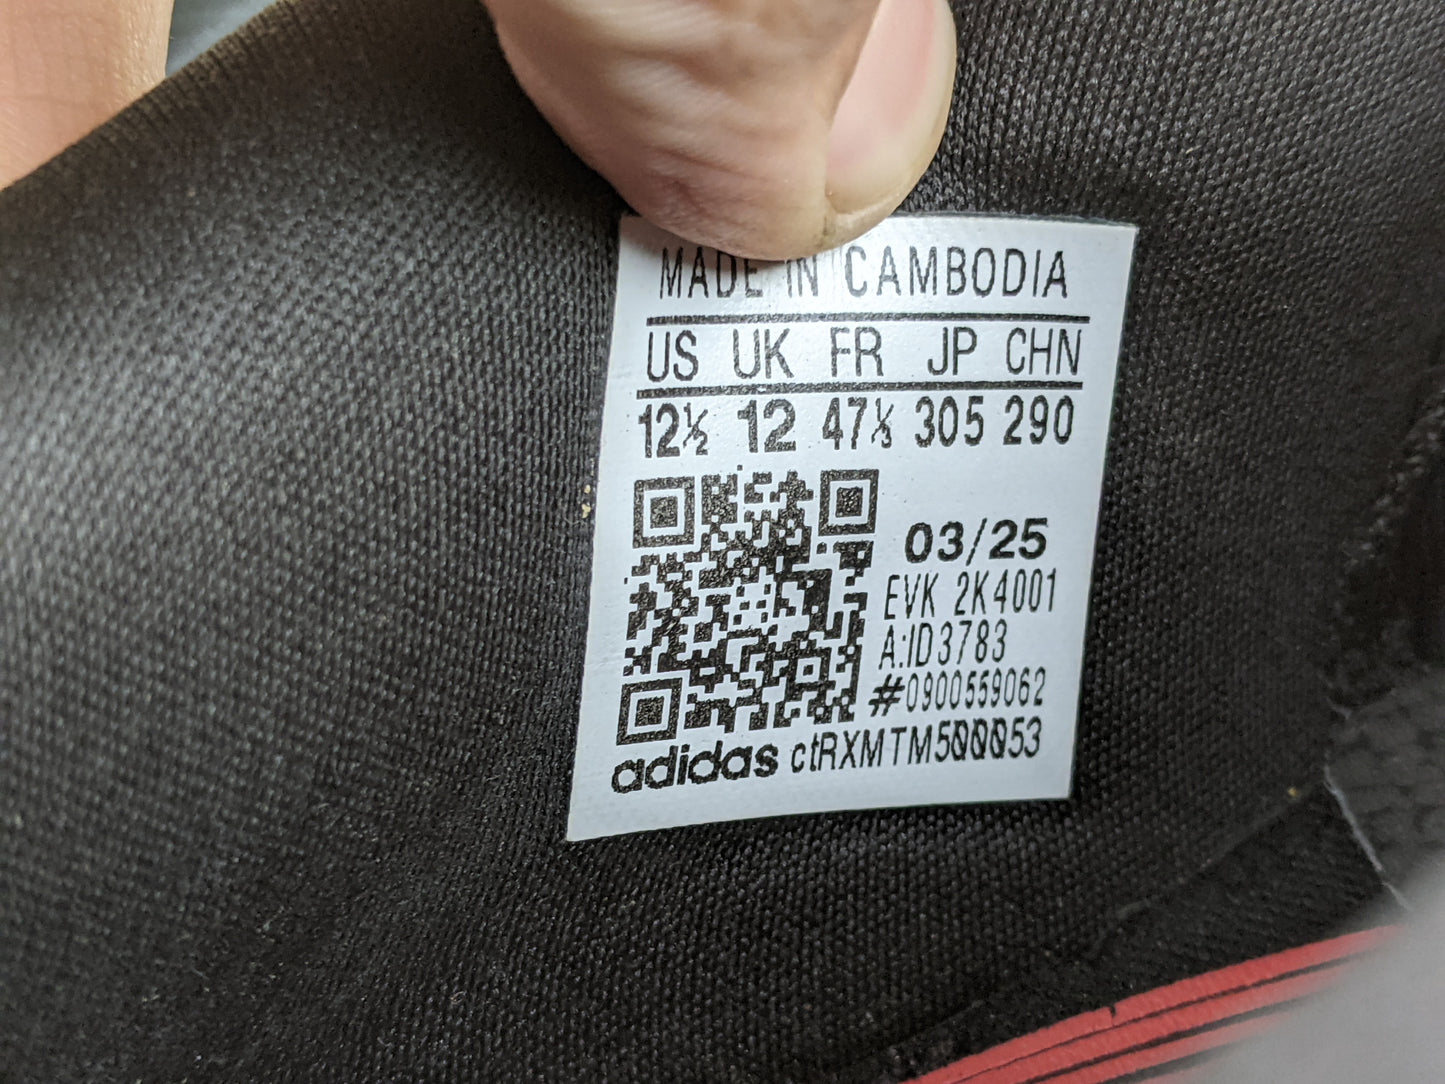 MADE IN CAMBODIA
US UK FR JP CHN
12½ 12 47⅓ 305 290
03/25
EVK 2K4001
A:ID3783
#0900559062
adidas ctRXMTM500053